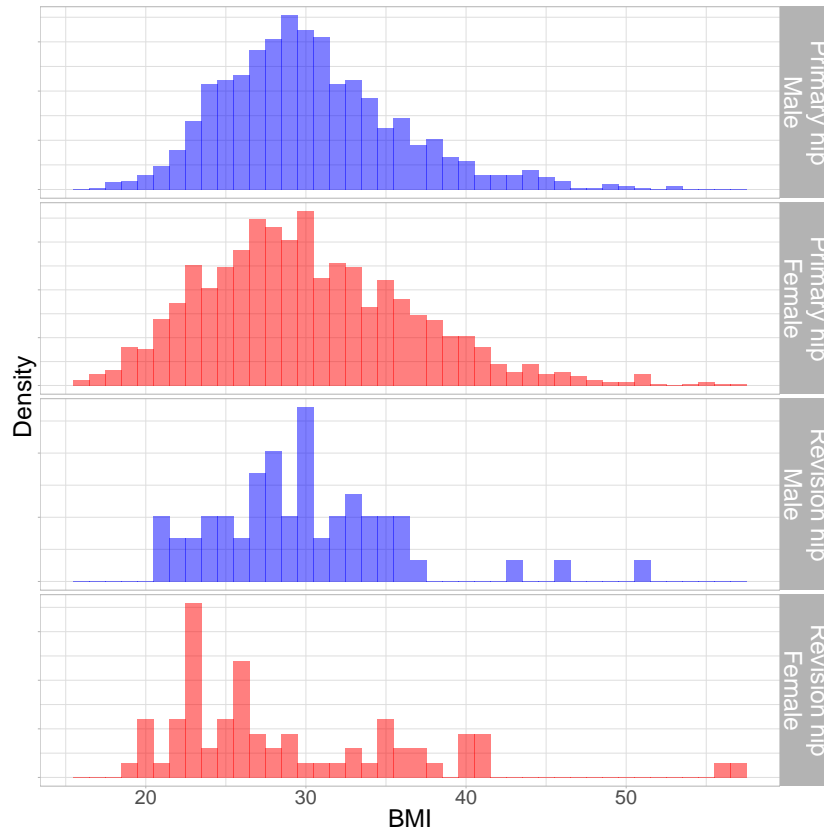 Primary hip
Male
Primary hip
Female
Revision hip
Male
Revision hip
Female
Density
20
30
40
50
BMI